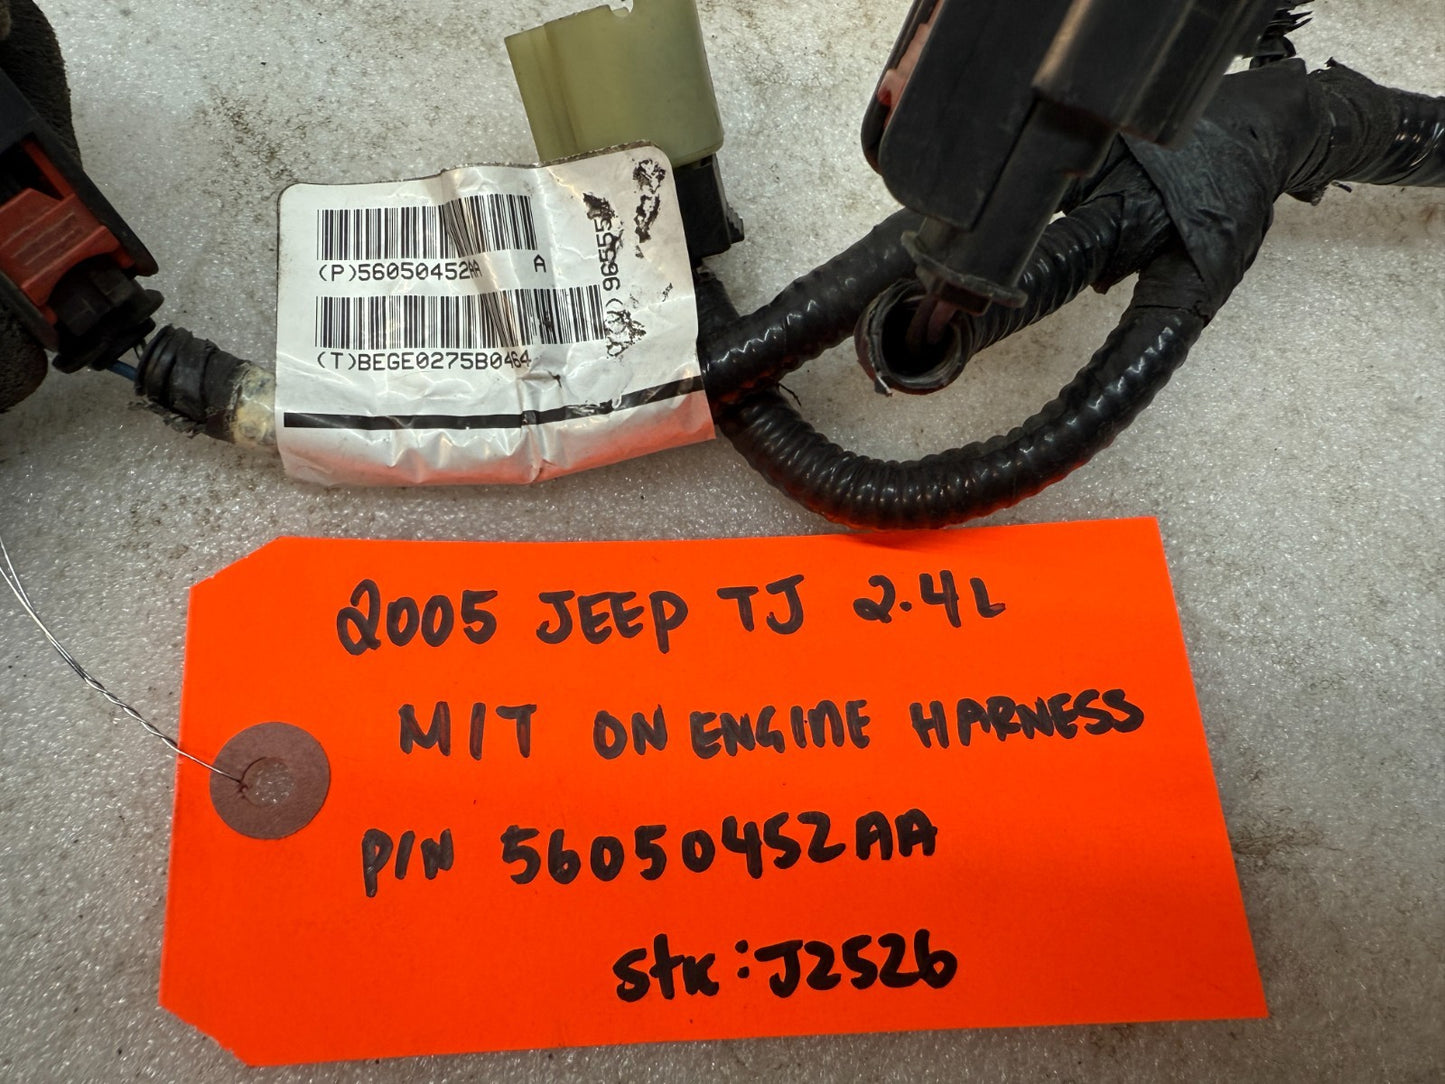 (P)56050452AA A
(T)BEGE0275B0464
2005 JEEP TJ 2.4L
M/T ON ENGINE HARNESS
P/N 56050452AA
stk:J2526